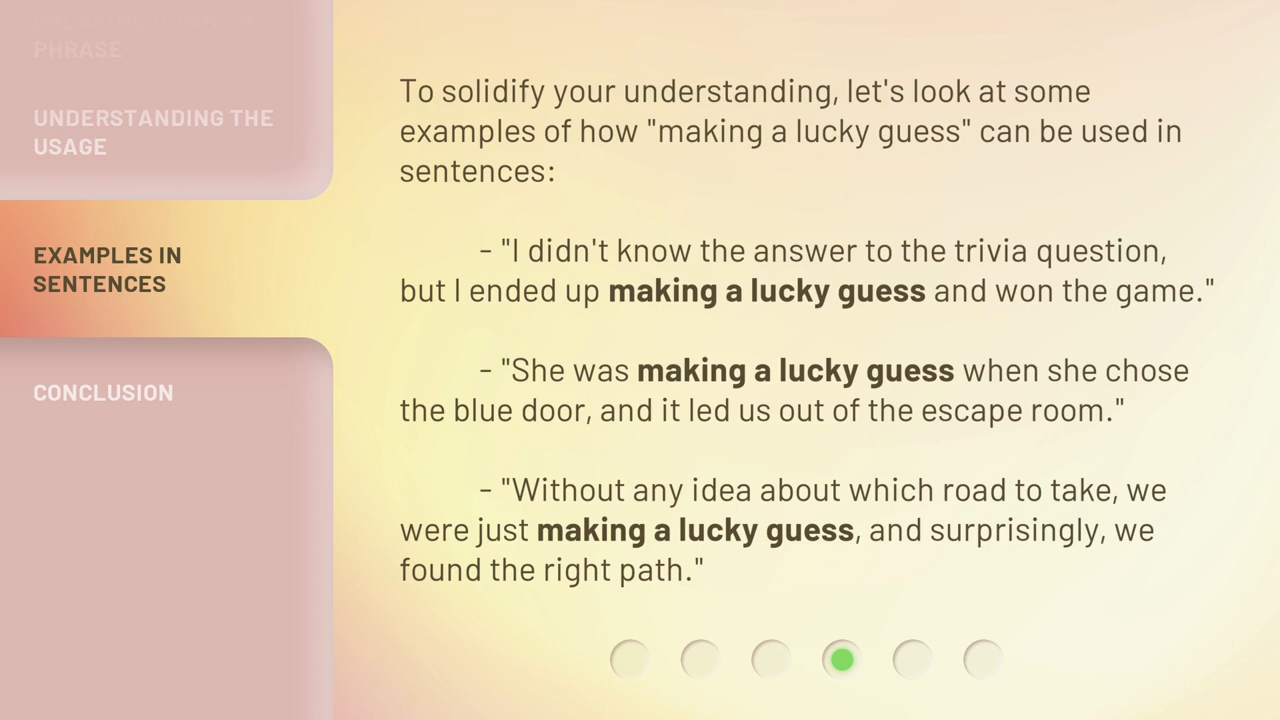 PHRASE
UNDERSTANDING THE
USAGE
EXAMPLES IN
SENTENCES
CONCLUSION
To solidify your understanding, let's look at some
examples of how "making a lucky guess" can be used in
sentences:
- "I didn't know the answer to the trivia question,
but I ended up making a lucky guess and won the game."
- "She was making a lucky guess when she chose
the blue door, and it led us out of the escape room."
- "Without any idea about which road to take, we
were just making a lucky guess, and surprisingly, we
found the right path."